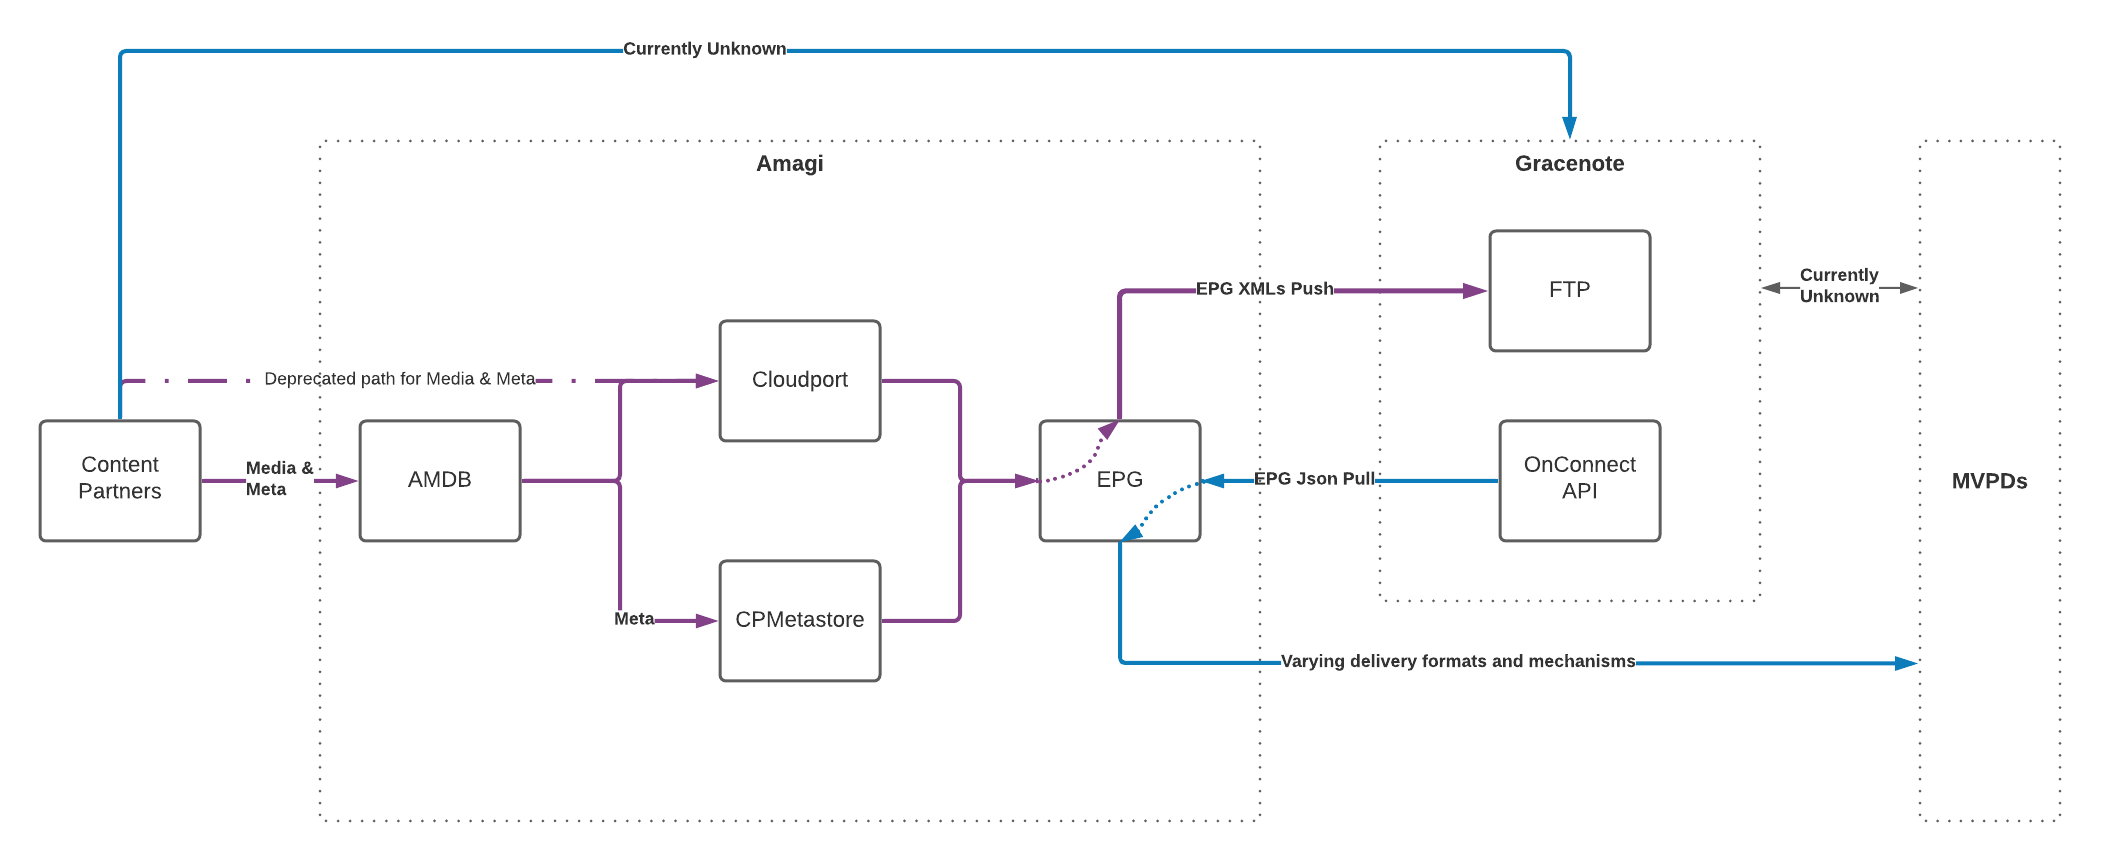 Currently Unknown
Amagi
Gracenote
Currently
Unknown
EPG XMLs Push
FTP
Deprecated path for Media & Meta
Cloudport
Content
Partners
Media &
Meta
AMDB
EPG
EPG Json Pull
OnConnect
API
MVPDs
Meta
CPMetastore
Varying delivery formats and mechanisms